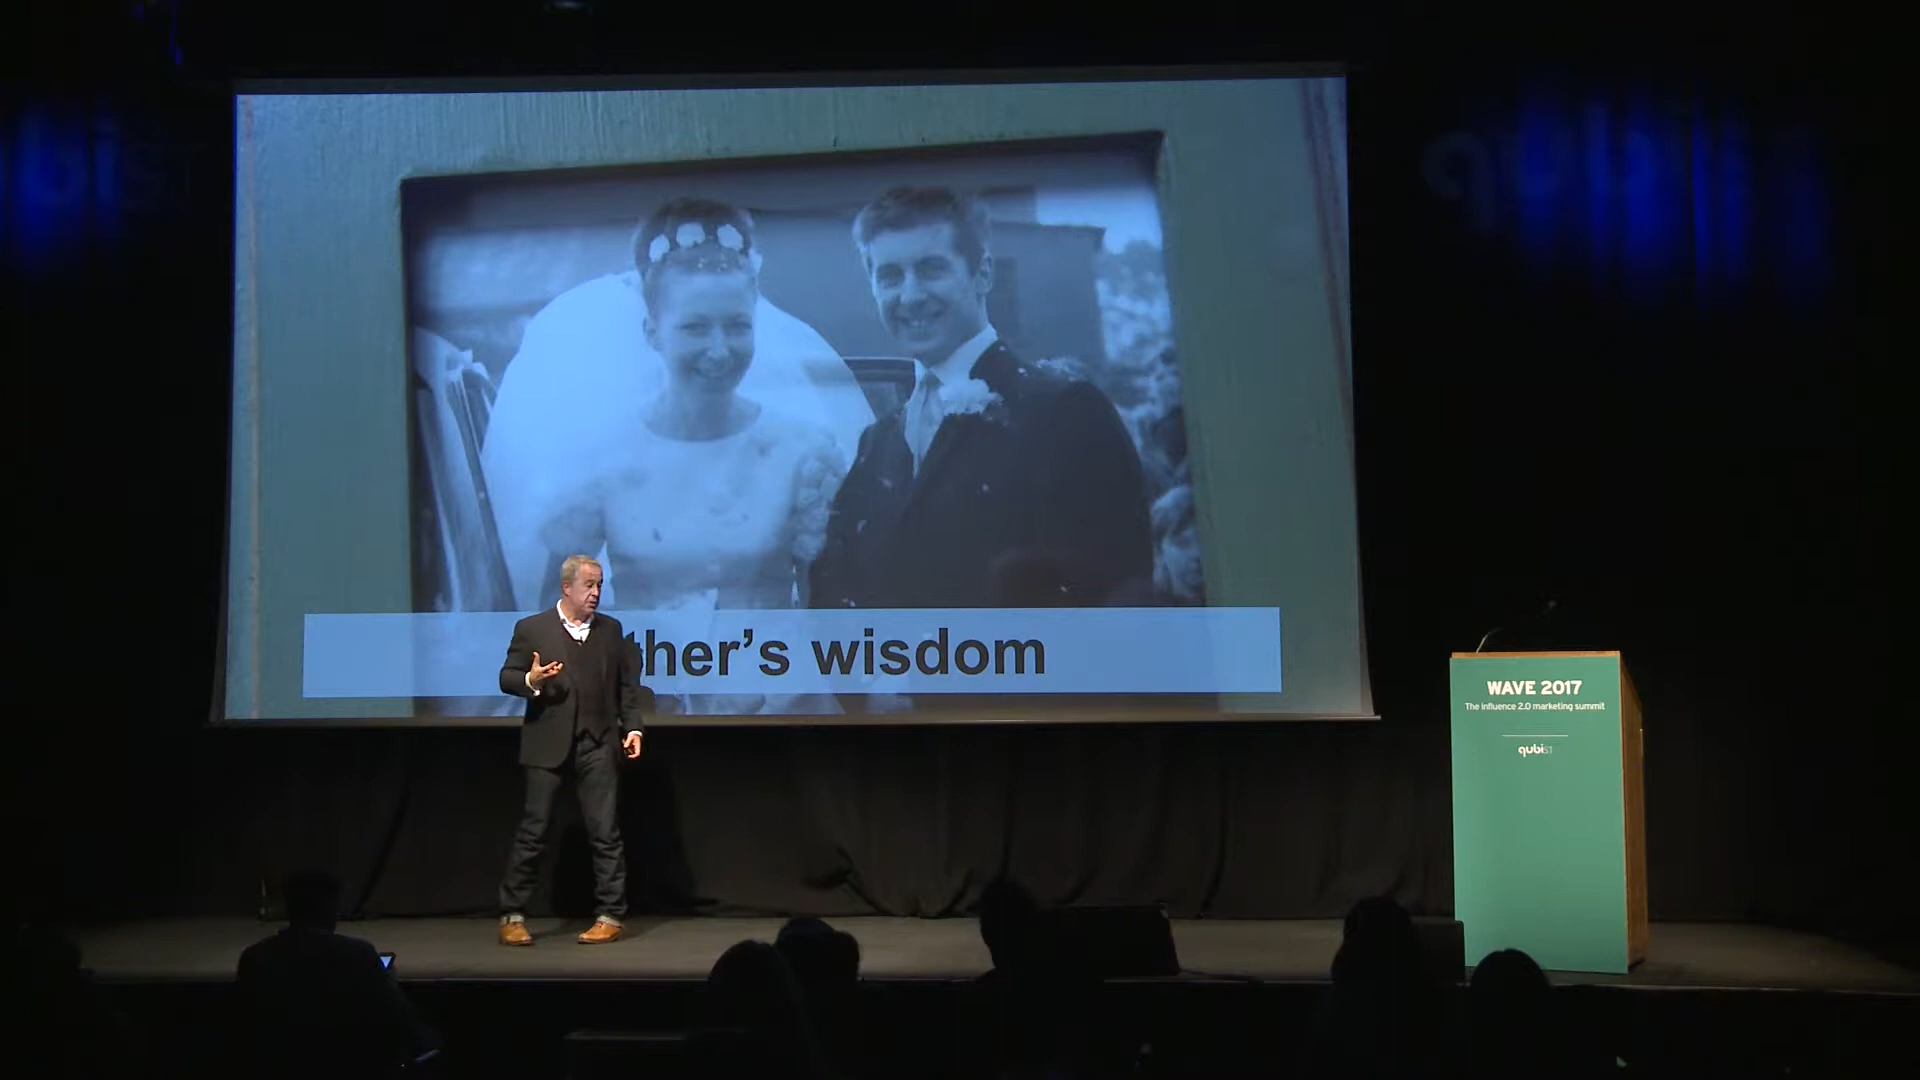 ther’s wisdom
WAVE 2017
The influence 2.0 marketing summit
qubiST